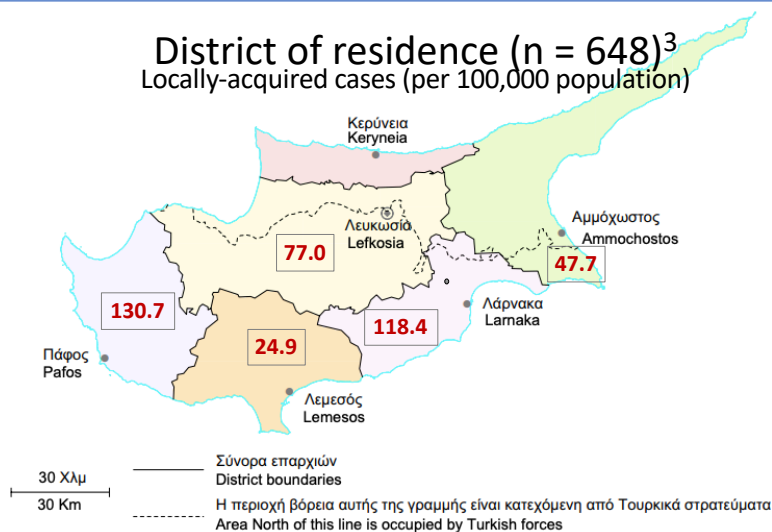 District of residence (n = 648)³
Locally-acquired cases (per 100,000 population)
Κερύνεια
Keryneia
Λευκωσία
Lefkosia
Αμμόχωστος
Ammochostos
77.0
47.7
130.7
118.4
Λάρνακα
Larnaka
24.9
Πάφος
Pafos
Λεμεσός
Lemesos
30 Χλμ
30 Km
Σύνορα επαρχιών
District boundaries
Η περιοχή βόρεια αυτής της γραμμής είναι κατεχόμενη από Τουρκικά στρατεύματα
Area North of this line is occupied by Turkish forces